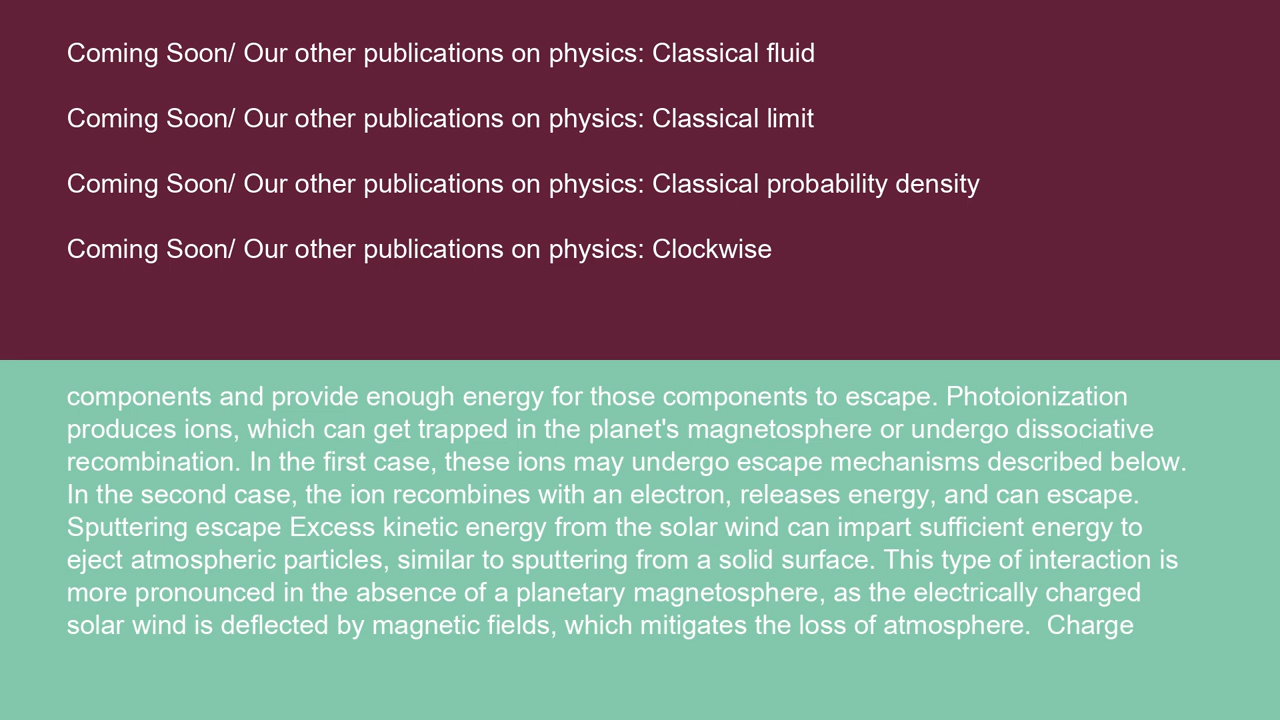 Coming Soon/ Our other publications on physics: Classical fluid
Coming Soon/ Our other publications on physics: Classical limit
Coming Soon/ Our other publications on physics: Classical probability density
Coming Soon/ Our other publications on physics: Clockwise
components and provide enough energy for those components to escape. Photoionization
produces ions, which can get trapped in the planet's magnetosphere or undergo dissociative
recombination. In the first case, these ions may undergo escape mechanisms described below.
In the second case, the ion recombines with an electron, releases energy, and can escape.
Sputtering escape Excess kinetic energy from the solar wind can impart sufficient energy to
eject atmospheric particles, similar to sputtering from a solid surface. This type of interaction is
more pronounced in the absence of a planetary magnetosphere, as the electrically charged
solar wind is deflected by magnetic fields, which mitigates the loss of atmosphere.  Charge